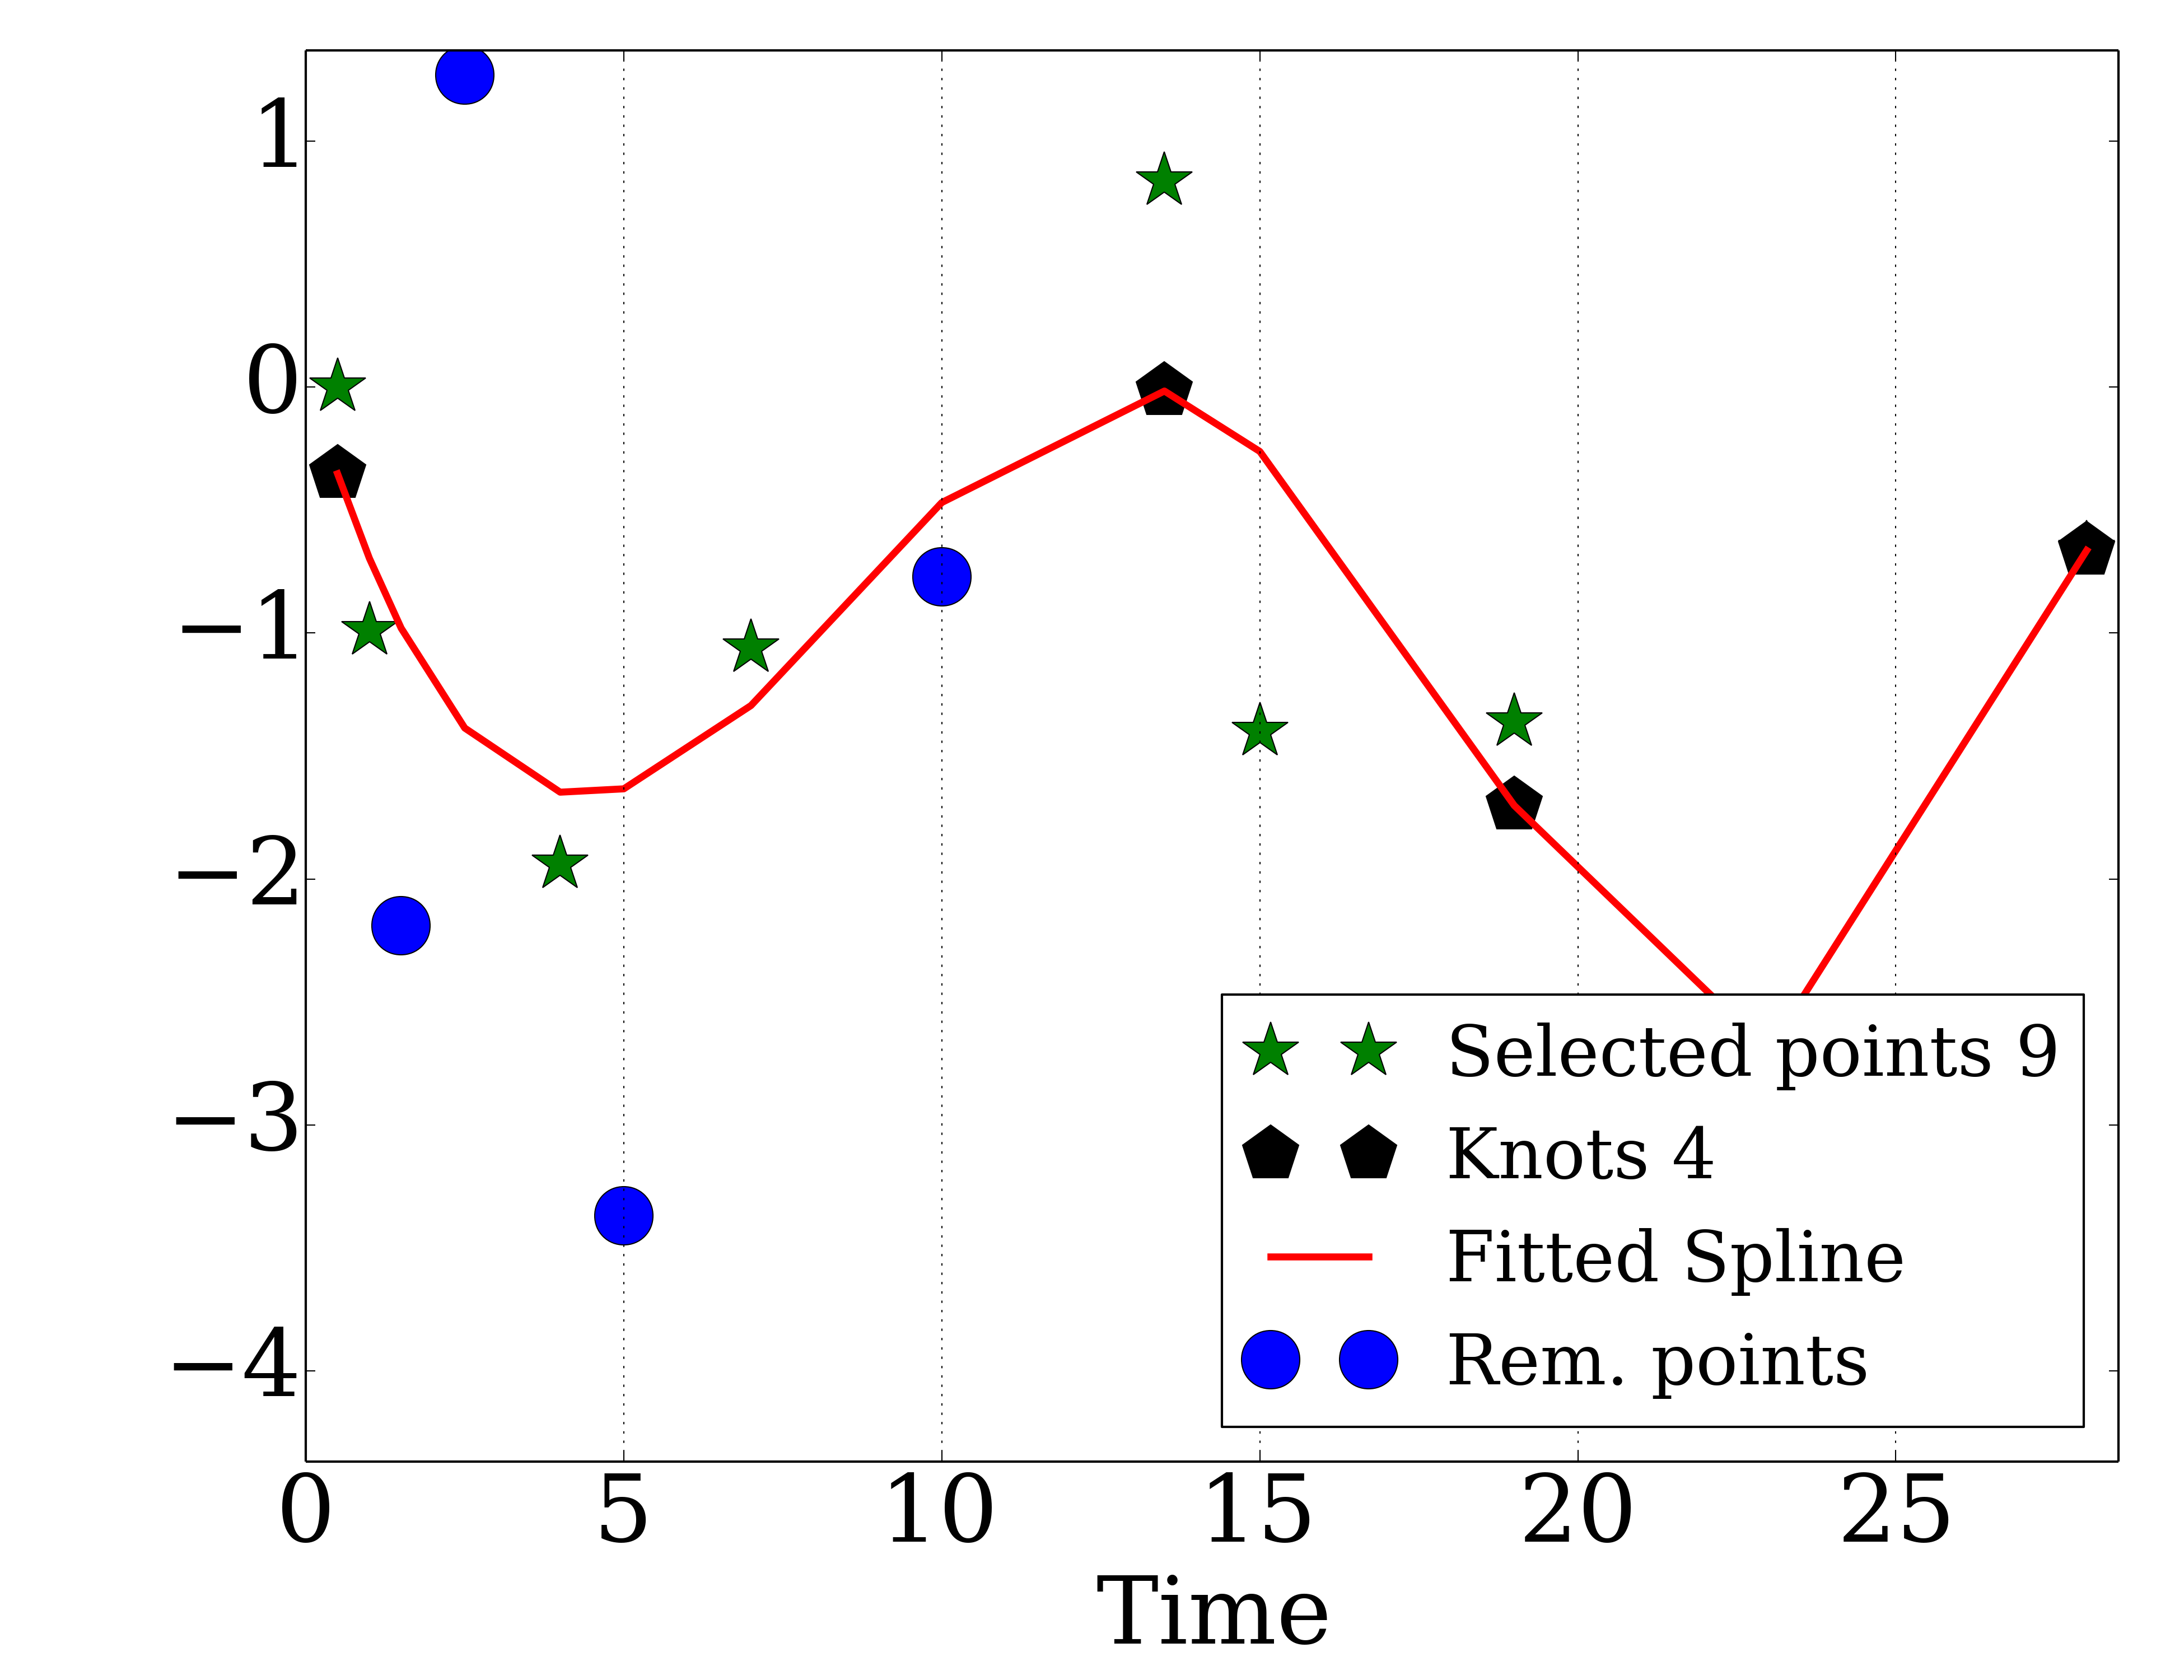 1
0
−1
−2
−3
−4
Selected points 9
Knots 4
Fitted Spline
Rem. points
0 5 10 15 20 25
Time